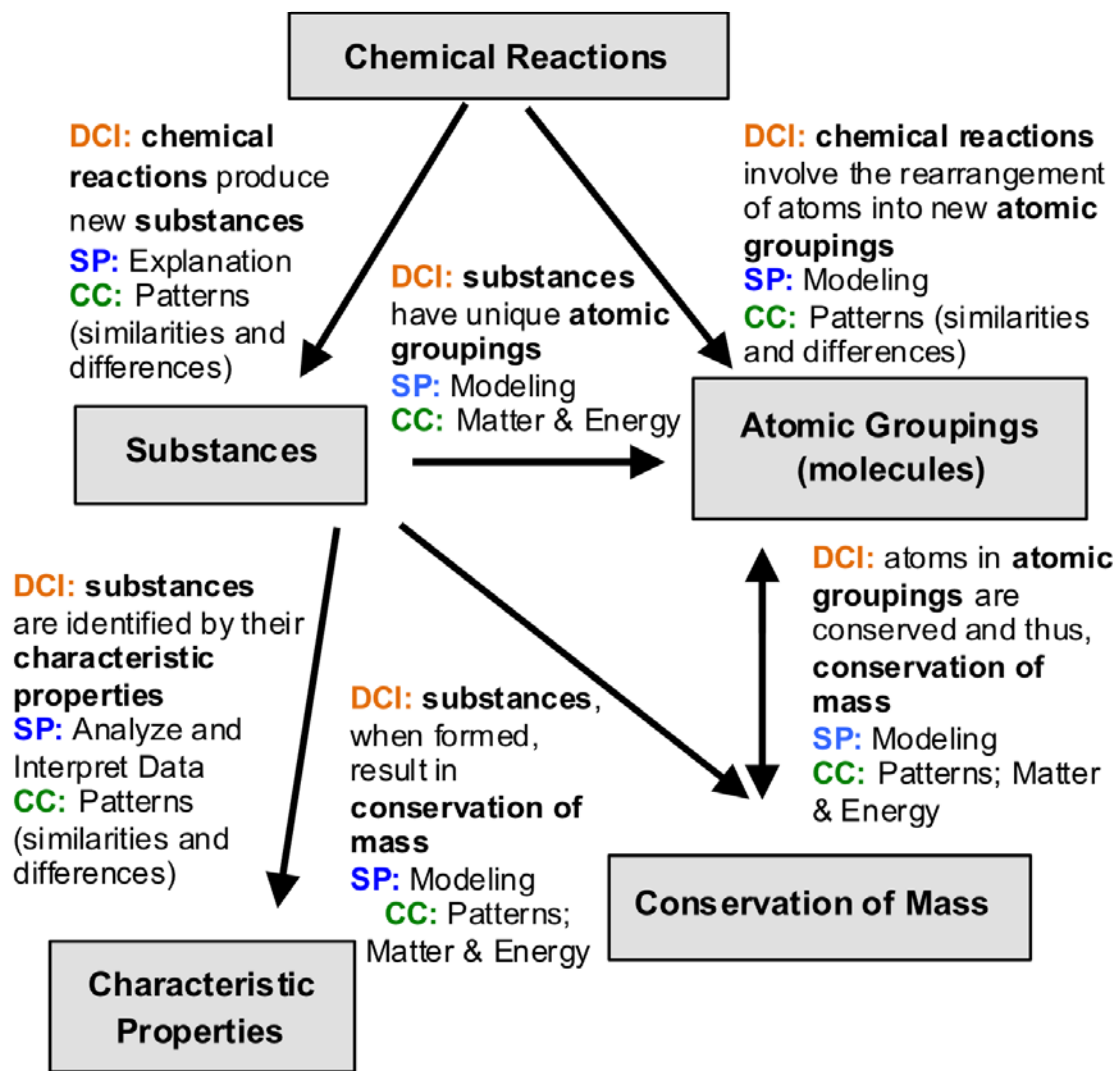 Chemical Reactions
DCI: chemical
reactions produce
new substances
SP: Explanation
CC: Patterns
(similarities and
differences)
DCI: chemical reactions
involve the rearrangement
of atoms into new atomic
groupings
SP: Modeling
CC: Patterns (similarities
and differences)
DCI: substances
have unique atomic
groupings
SP: Modeling
CC: Matter & Energy
Substances
Atomic Groupings
(molecules)
DCI: substances
are identified by their
characteristic
properties
SP: Analyze and
Interpret Data
CC: Patterns
(similarities and
differences)
DCI: substances,
when formed,
result in
conservation of
mass
SP: Modeling
CC: Patterns;
Matter & Energy
DCI: atoms in atomic
groupings are
conserved and thus,
conservation of
mass
SP: Modeling
CC: Patterns; Matter
& Energy
Conservation of Mass
Characteristic
Properties